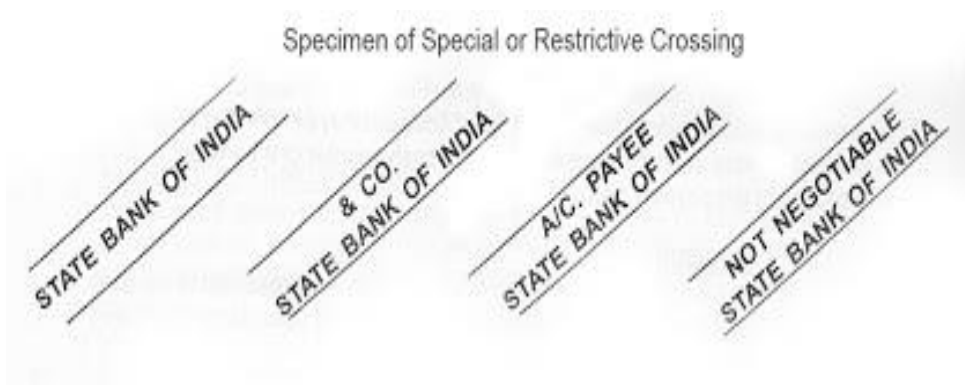 Specimen of Special or Restrictive Crossing
STATE BANK OF INDIA
& CO.
STATE BANK OF INDIA
A/C. PAYEE
STATE BANK OF INDIA
NOT NEGOTIABLE
STATE BANK OF INDIA